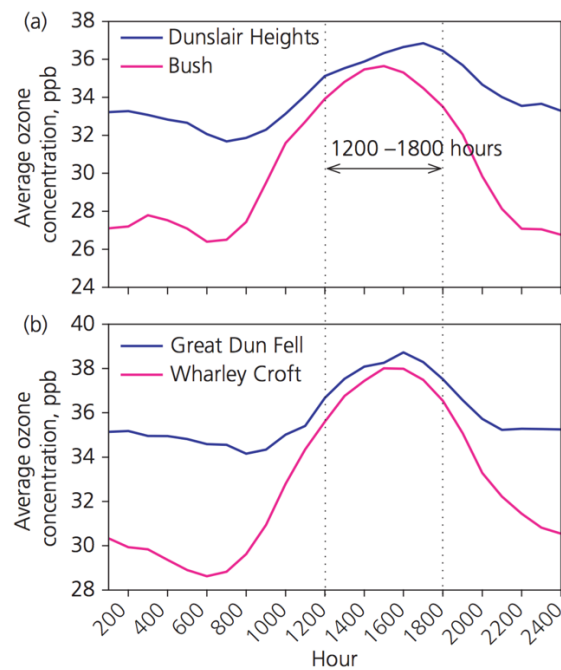 (a)
38
36
34
32
30
28
26
24
Average ozone
concentration, ppb
Dunslair Heights
Bush
1200 –1800 hours
(b)
40
38
36
34
32
30
28
Average ozone
concentration, ppb
Great Dun Fell
Wharley Croft
200
400
600
800
1000
1200
1400
1600
1800
2000
2200
2400
Hour